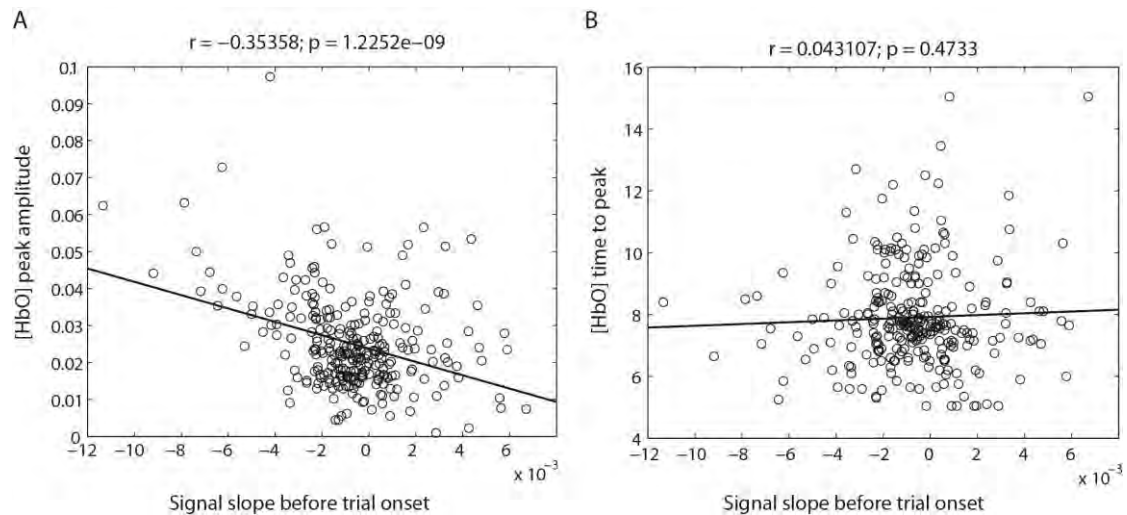 A
r = −0.35358; p = 1.2252e−09
[HbO] peak amplitude
0.1
0.09
0.08
0.07
0.06
0.05
0.04
0.03
0.02
0.01
0
−12 −10 −8 −6 −4 −2 0 2 4 6
x 10⁻³
Signal slope before trial onset
B
r = 0.043107; p = 0.4733
[HbO] time to peak
16
14
12
10
8
6
4
−12 −10 −8 −6 −4 −2 0 2 4 6
x 10⁻³
Signal slope before trial onset